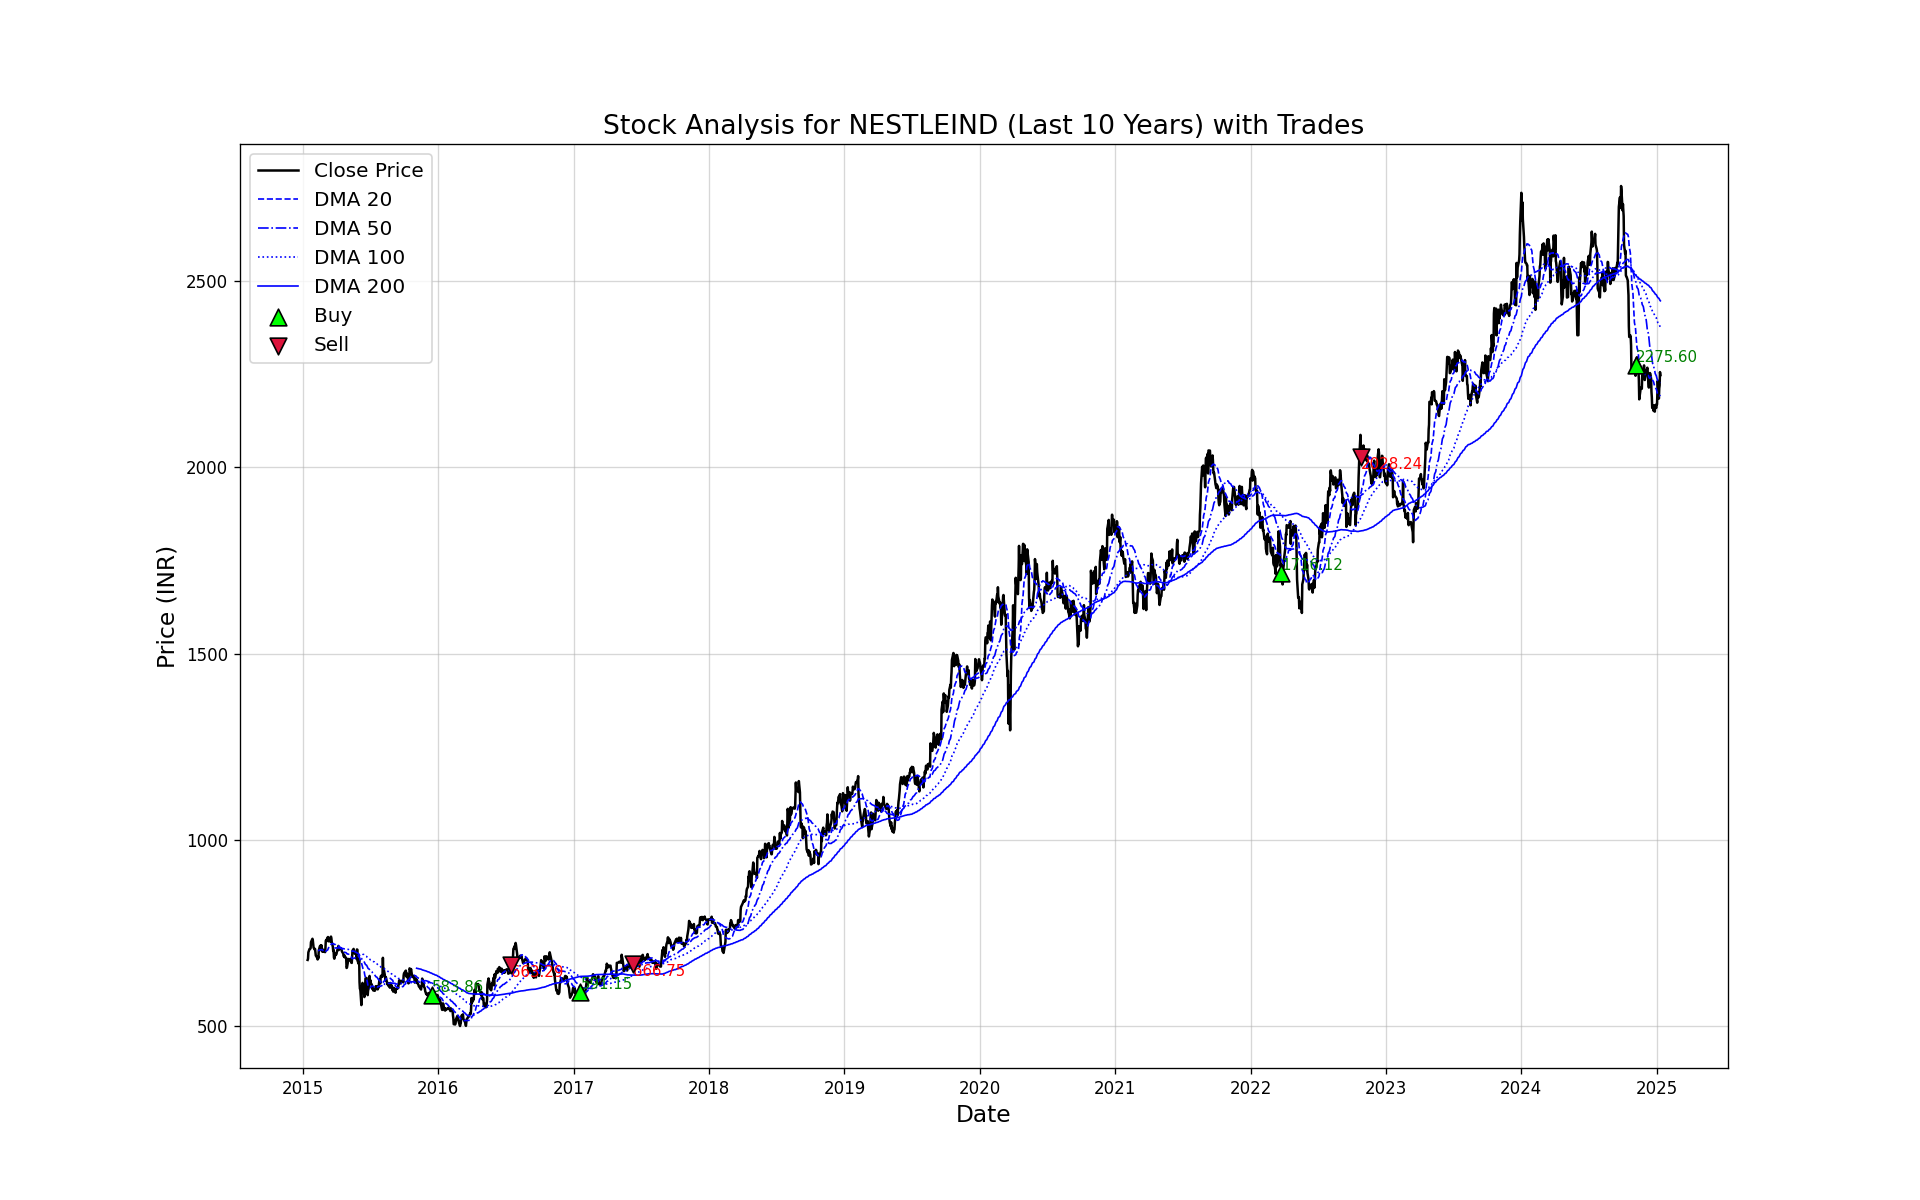 Stock Analysis for NESTLEIND (Last 10 Years) with Trades
Close Price
DMA 20
DMA 50
DMA 100
DMA 200
Buy
Sell
Price (INR)
2500
2000
1500
1000
500
2275.60
2028.24
583.86
666.75
2015
2016
2017
2018
2019
2020
2021
2022
2023
2024
2025
Date